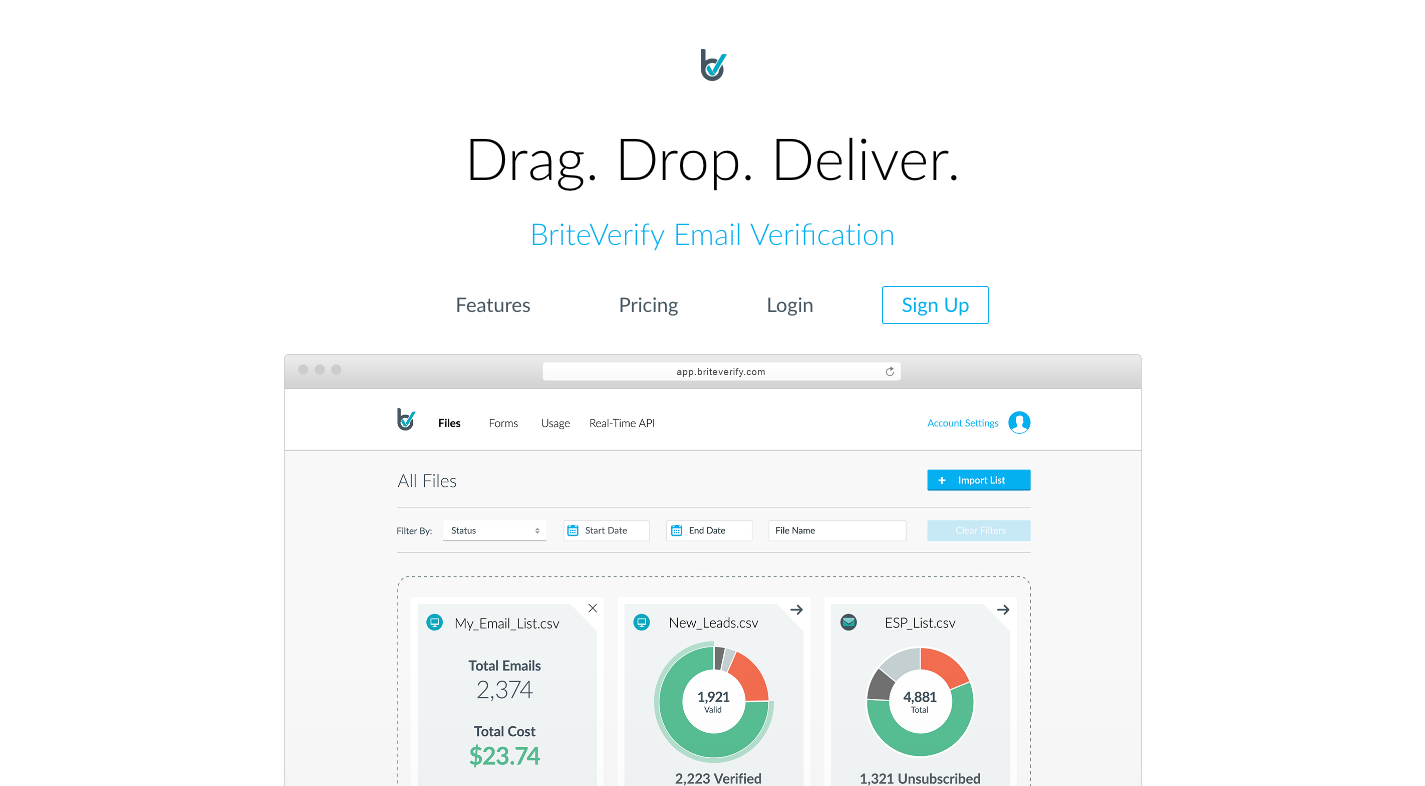 Drag. Drop. Deliver.
BriteVerify Email Verification
Features Pricing Login Sign Up
app.briteverify.com
Files Forms Usage Real-Time API Account Settings
All Files + Import List
Filter By: Status Start Date End Date File Name Clear Filters
My_Email_List.csv New_Leads.csv ESP_List.csv
Total Emails
2,374
1,921 4,881
Valid Total
Total Cost
$23.74
2,223 Verified 1,321 Unsubscribed